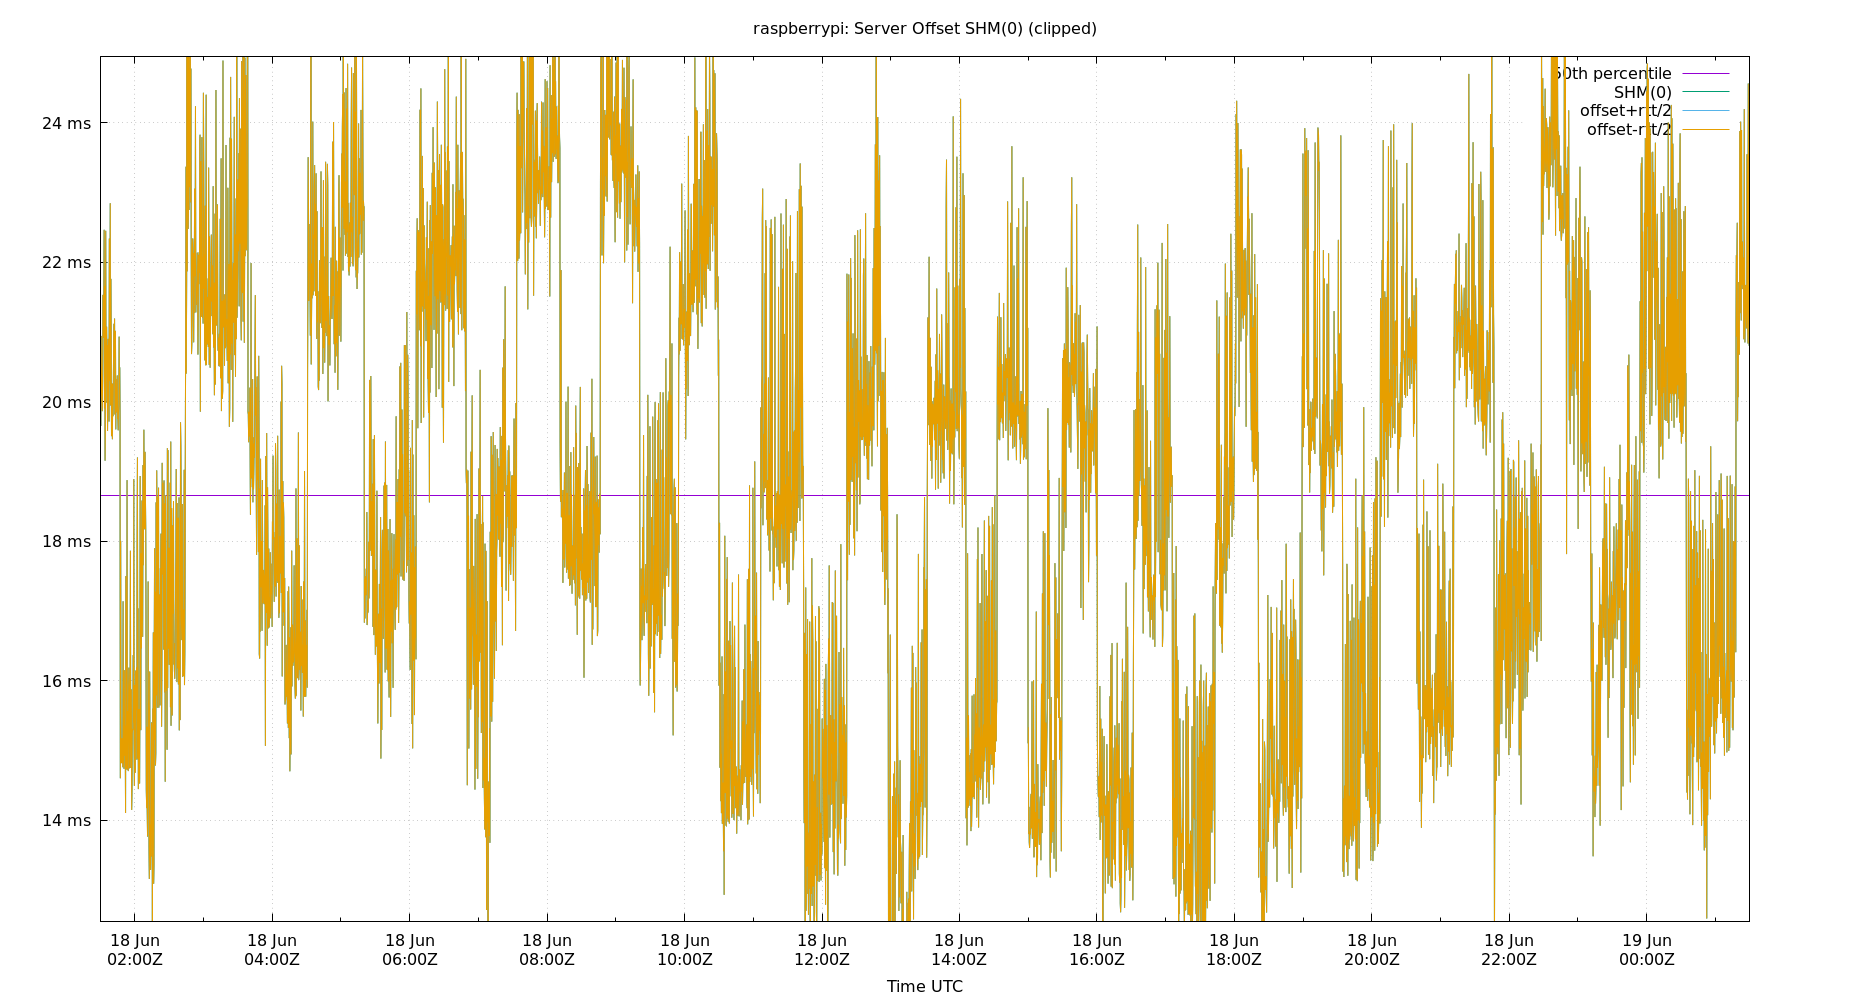 raspberrypi: Server Offset SHM(0) (clipped)
50th percentile
SHM(0)
offset+rtt/2
offset-rtt/2
24 ms
22 ms
20 ms
18 ms
16 ms
14 ms
18 Jun 18 Jun 18 Jun 18 Jun 18 Jun 18 Jun 18 Jun 18 Jun 18 Jun 18 Jun 18 Jun 19 Jun
02:00Z 04:00Z 06:00Z 08:00Z 10:00Z 12:00Z 14:00Z 16:00Z 18:00Z 20:00Z 22:00Z 00:00Z
Time UTC